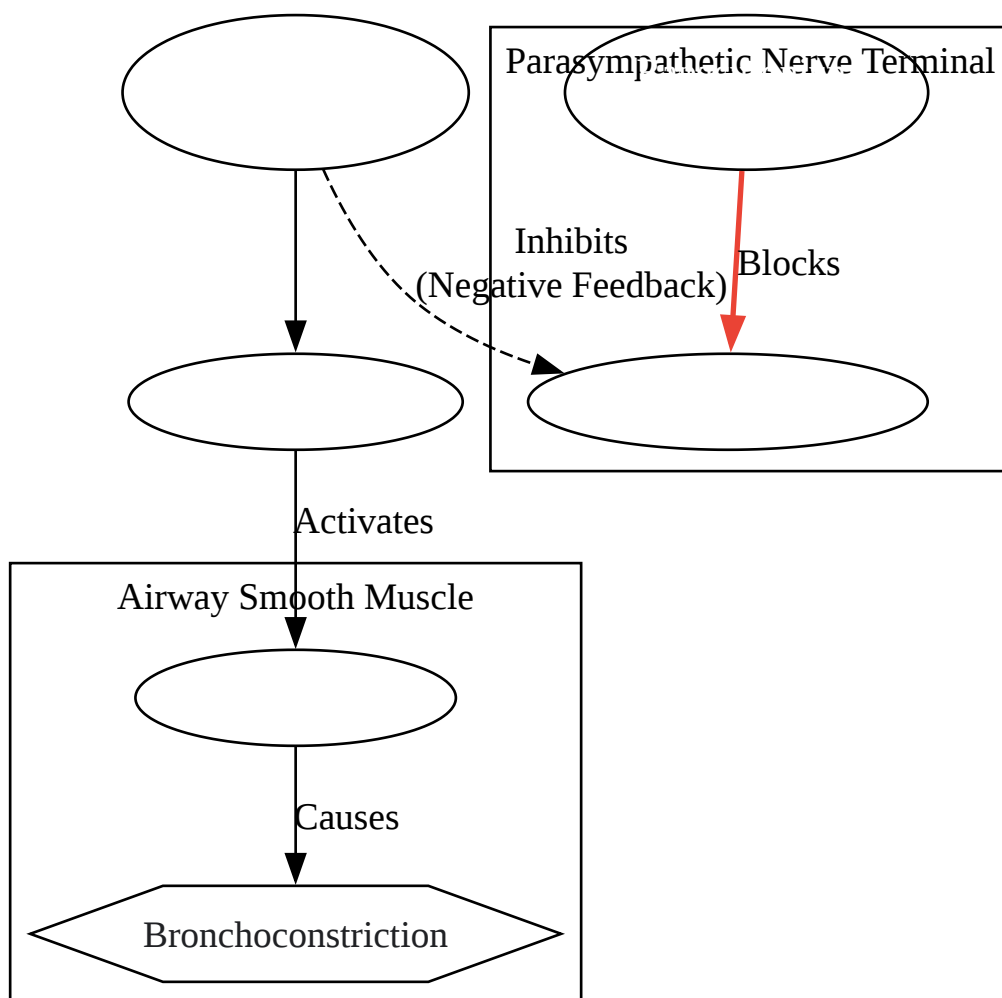 Parasympathetic Nerve Terminal
Inhibits
(Negative Feedback)
Blocks
Activates
Airway Smooth Muscle
Causes
Bronchoconstriction